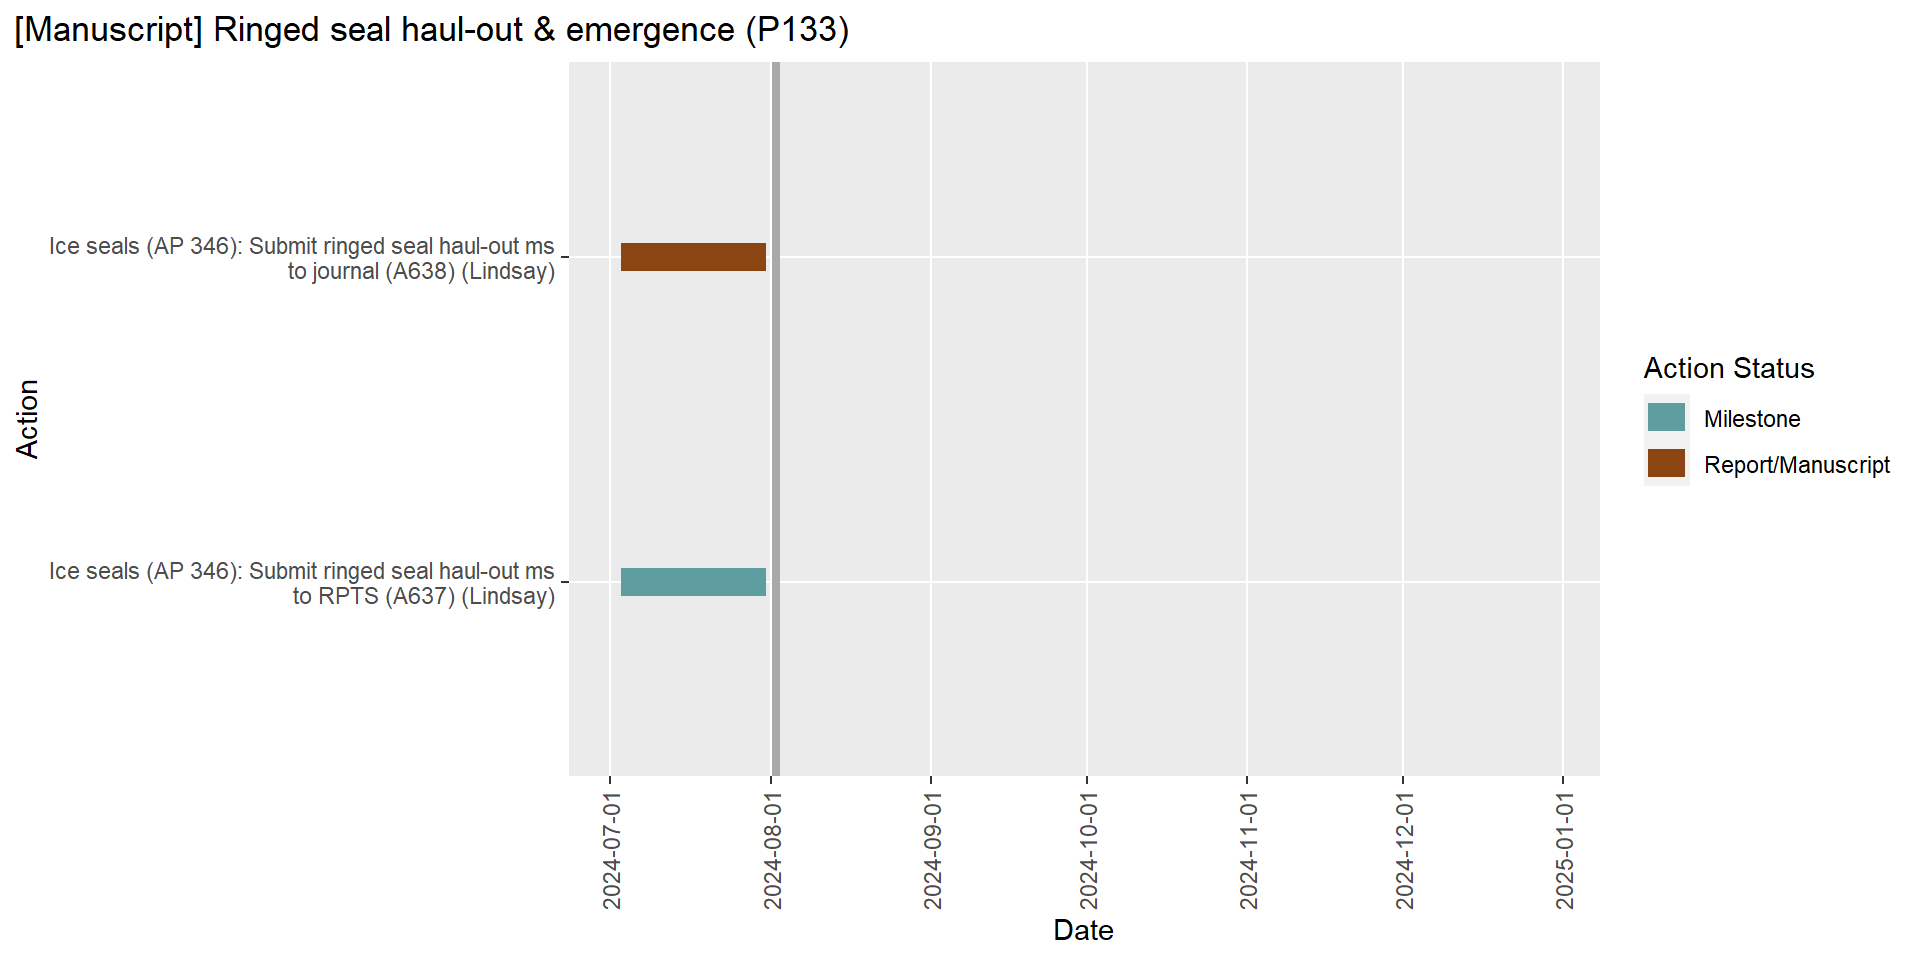 [Manuscript] Ringed seal haul-out & emergence (P133)
Action
Ice seals (AP 346): Submit ringed seal haul-out ms
to journal (A638) (Lindsay)
Ice seals (AP 346): Submit ringed seal haul-out ms
to RPTS (A637) (Lindsay)
2024-07-01
2024-08-01
2024-09-01
2024-10-01
2024-11-01
2024-12-01
2025-01-01
Date
Action Status
Milestone
Report/Manuscript